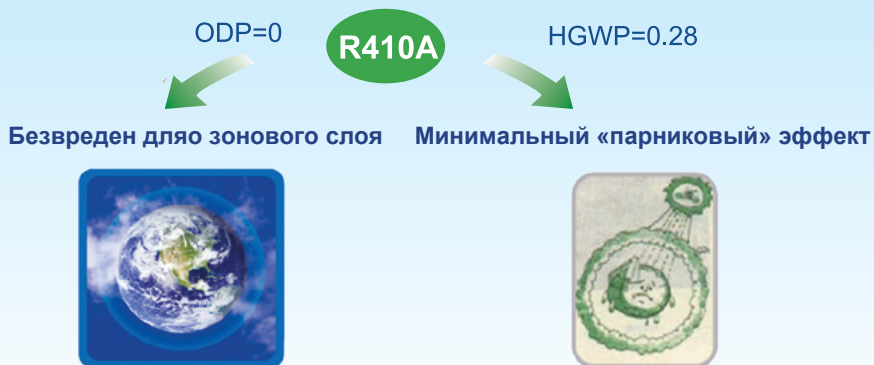 ODP=0
R410A
HGWP=0.28
Безвреден дляо зонового слоя
Минимальный «парниковый» эффект